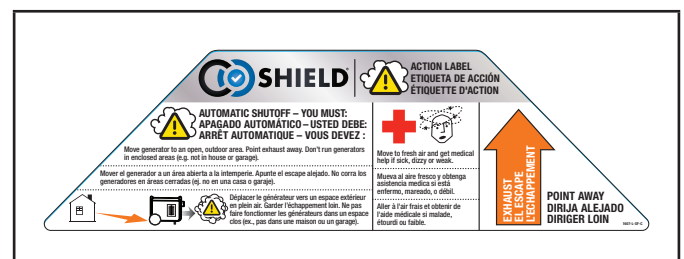 CO SHIELD®
ACTION LABEL
ETIQUETA DE ACCIÓN
ÉTIQUETTE D'ACTION
AUTOMATIC SHUTOFF – YOU MUST:
APAGADO AUTOMÁTICO – USTED DEBE:
ARRÊT AUTOMATIQUE – VOUS DEVEZ :
Move generator to an open, outdoor area. Point exhaust away. Don't run generators
in enclosed areas (e.g. not in house or garage).
Mover el generador a un área abierta a la intemperie. Apunte el escape alejado. No corra los
generadores en áreas cerradas (ej. no en una casa o garaje).
Déplacer le générateur vers un espace extérieur
en plein air. Garder l'échappement loin. Ne pas
faire fonctionner les générateurs dans un espace
clos (ex., pas dans une maison ou un garage).
Move to fresh air and get medical
help if sick, dizzy or weak.
Mueva al aire fresco y obtenga
asistencia medica si está
enfermo, mareado, o débil.
Aller à l'air frais et obtenir de
l'aide médicale si malade,
étourdi ou faible.
EXHAUST
EL ESCAPE
L'ÉCHAPPEMENT
POINT AWAY
DIRIJA ALEJADO
DIRIGER LOIN